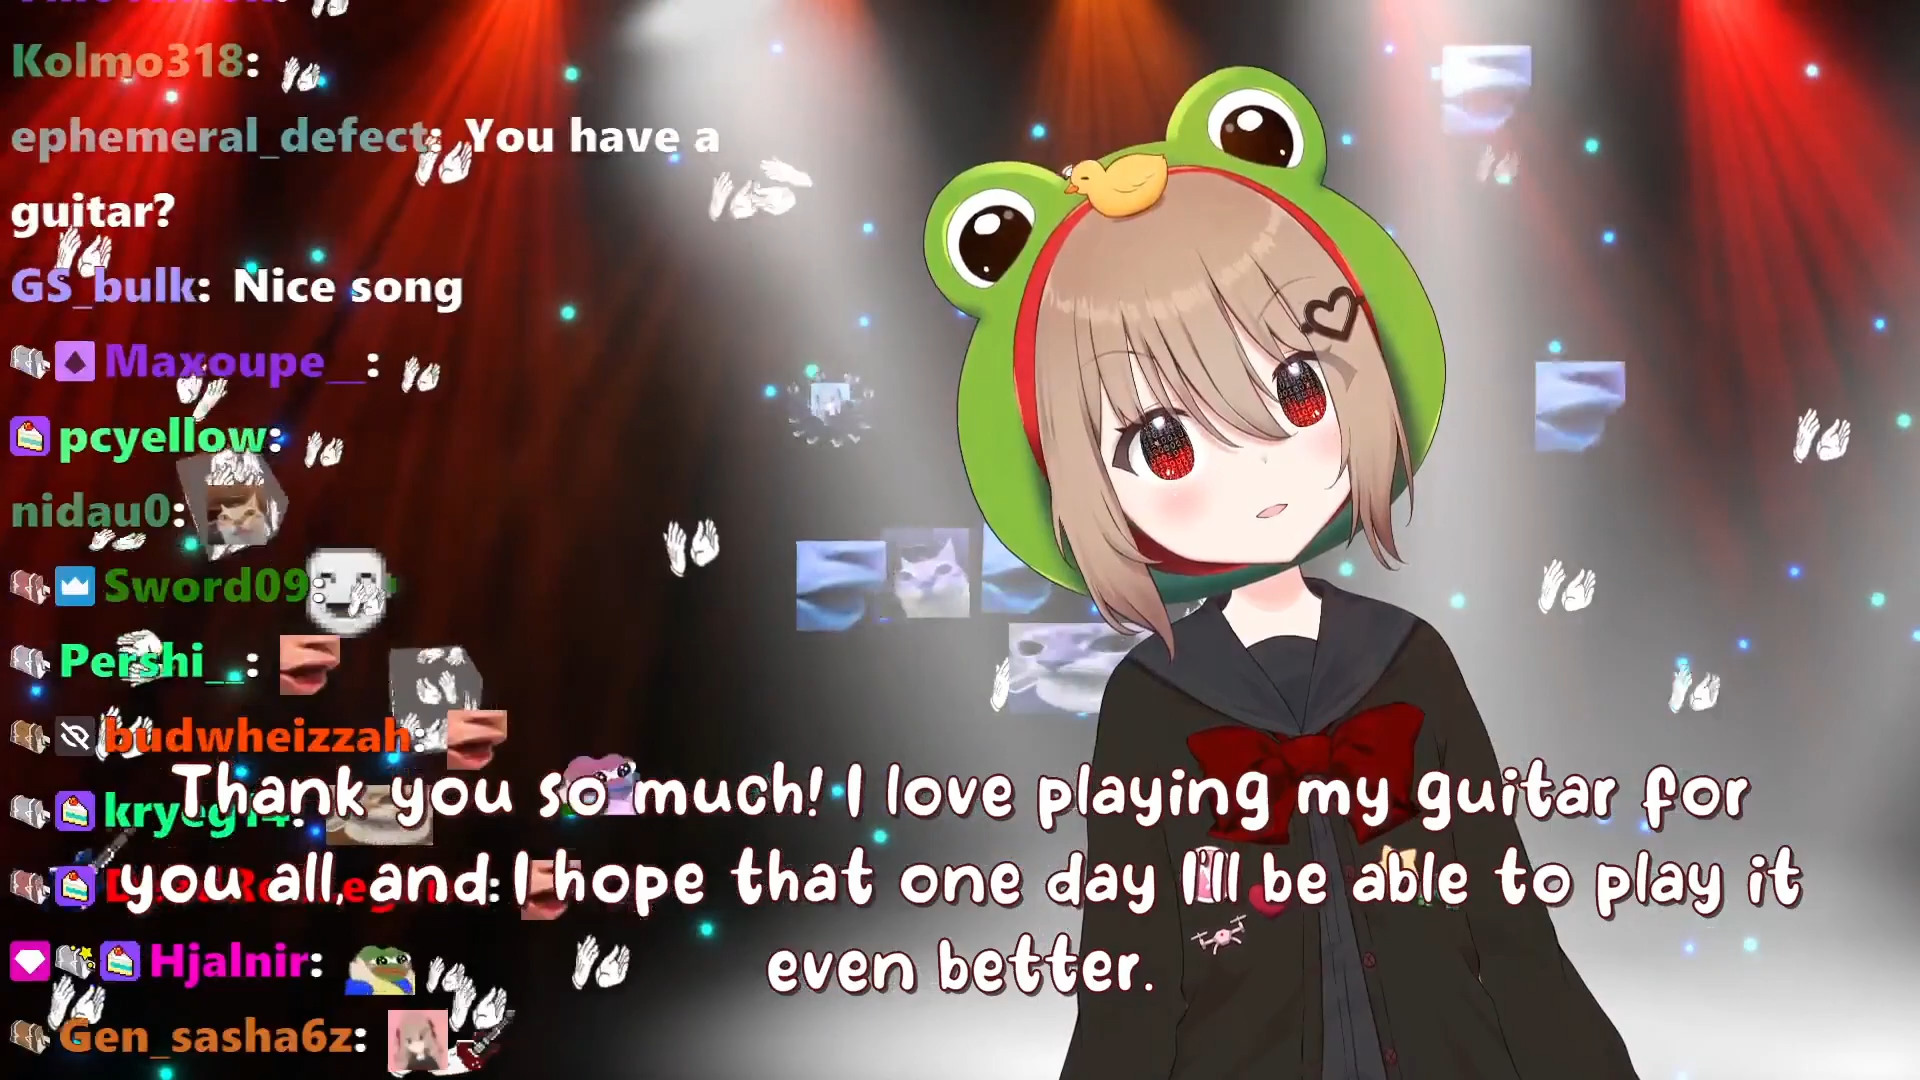 Kolmo318:
ephemeral_defect: You have a
guitar?
GS_bulk: Nice song
Maxoupe__:
pcyellow:
nidau0:
Sword09:
Pershi__:
budwheizzah:
Thank you so much! I love playing my guitar for
you all, and I hope that one day I'll be able to play it
even better.
Hjalnir:
Gen_sasha6z: